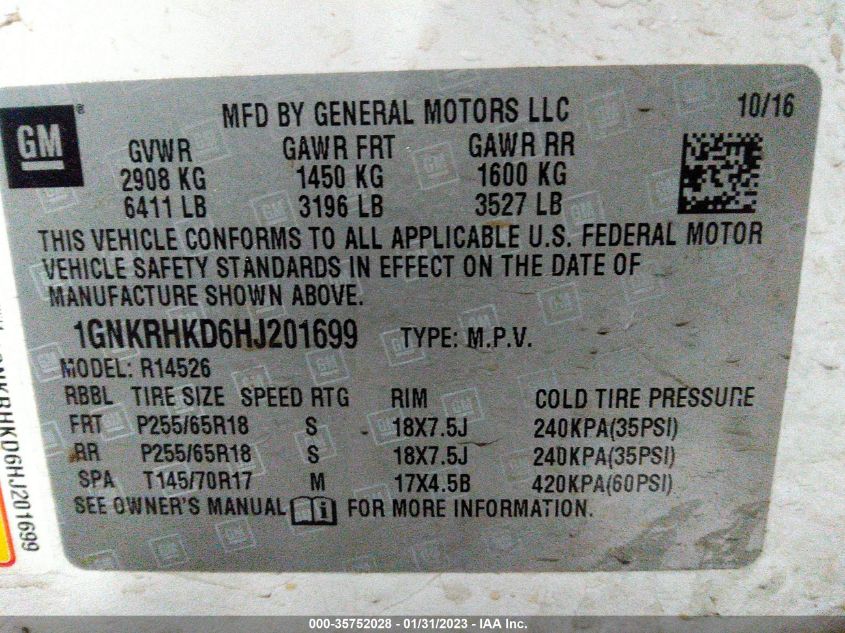 GM ®
MFD BY GENERAL MOTORS LLC 10/16
GVWR GAWR FRT GAWR RR
2908 KG 1450 KG 1600 KG
6411 LB 3196 LB 3527 LB
THIS VEHICLE CONFORMS TO ALL APPLICABLE U.S. FEDERAL MOTOR
VEHICLE SAFETY STANDARDS IN EFFECT ON THE DATE OF
MANUFACTURE SHOWN ABOVE.
1GNKRHKD6HJ201699 TYPE: M.P.V.
MODEL: R14526
RBBL TIRE SIZE SPEED RTG RIM COLD TIRE PRESSURE
FRT P255/65R18 S 18X7.5J 240KPA(35PSI)
RR P255/65R18 S 18X7.5J 240KPA(35PSI)
SPA T145/70R17 M 17X4.5B 420KPA(60PSI)
SEE OWNER'S MANUAL FOR MORE INFORMATION.
NKRHKD6HJ201699
000-35752028 - 01/31/2023 - IAA Inc.